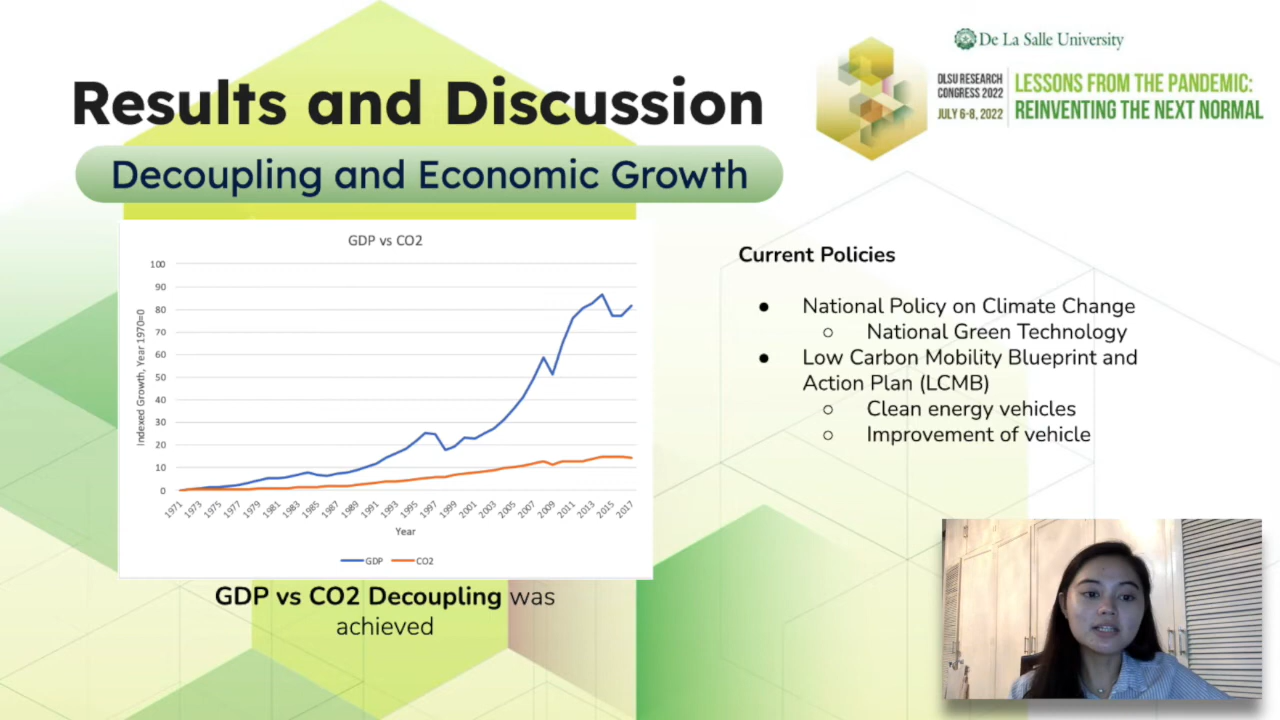 De La Salle University
DLSU RESEARCH
CONGRESS 2022
JULY 6-8, 2022
LESSONS FROM THE PANDEMIC:
REINVENTING THE NEXT NORMAL
Results and Discussion
Decoupling and Economic Growth
GDP vs CO2
Indexed Growth, Year 1970=0
100
90
80
70
60
50
40
30
20
10
0
1971 1973 1975 1977 1979 1981 1983 1985 1987 1989 1991 1993 1995 1997 1999 2001 2003 2005 2007 2009 2011 2013 2015 2017
Year
GDP CO2
GDP vs CO2 Decoupling was
achieved
Current Policies
● National Policy on Climate Change
○ National Green Technology
● Low Carbon Mobility Blueprint and
Action Plan (LCMB)
○ Clean energy vehicles
○ Improvement of vehicle